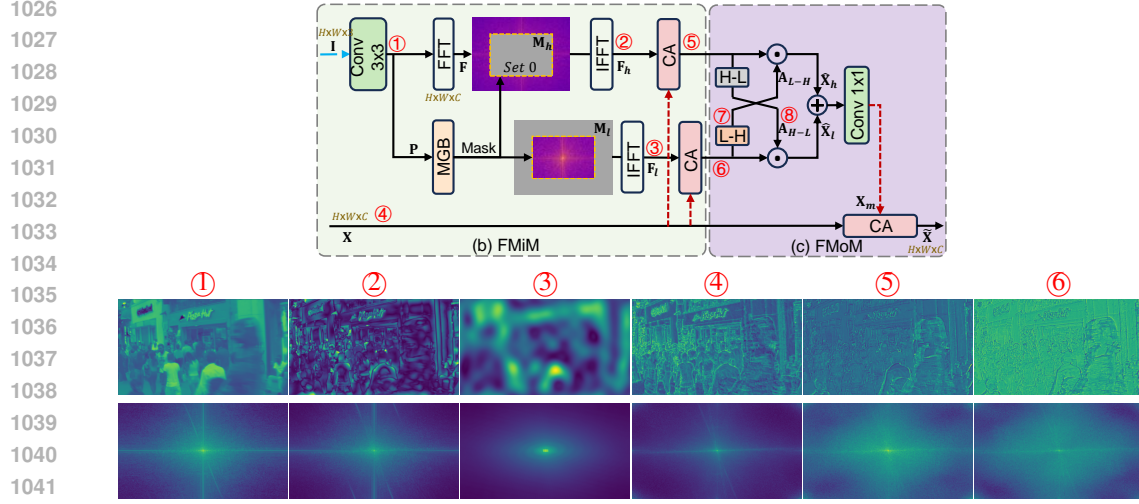 1026
1027
1028
1029
1030
1031
1032
1033
1034
1035
1036
1037
1038
1039
1040
1041
H×W×3
I
Conv 3x3
①
FFT
F
H×W×C
M_h
Set 0
IFFT
②
F_h
CA
⑤
H-L
A_{L-H}
X̃_h
Conv 1x1
P
MGB
Mask
M_l
IFFT
③
F_l
CA
⑥
⑦
L-H
⑧
A_{H-L}
X̃_l
H×W×C
④
X
X_m
CA
X̃
H×W×C
(b) FMiM
(c) FMoM
① ② ③ ④ ⑤ ⑥